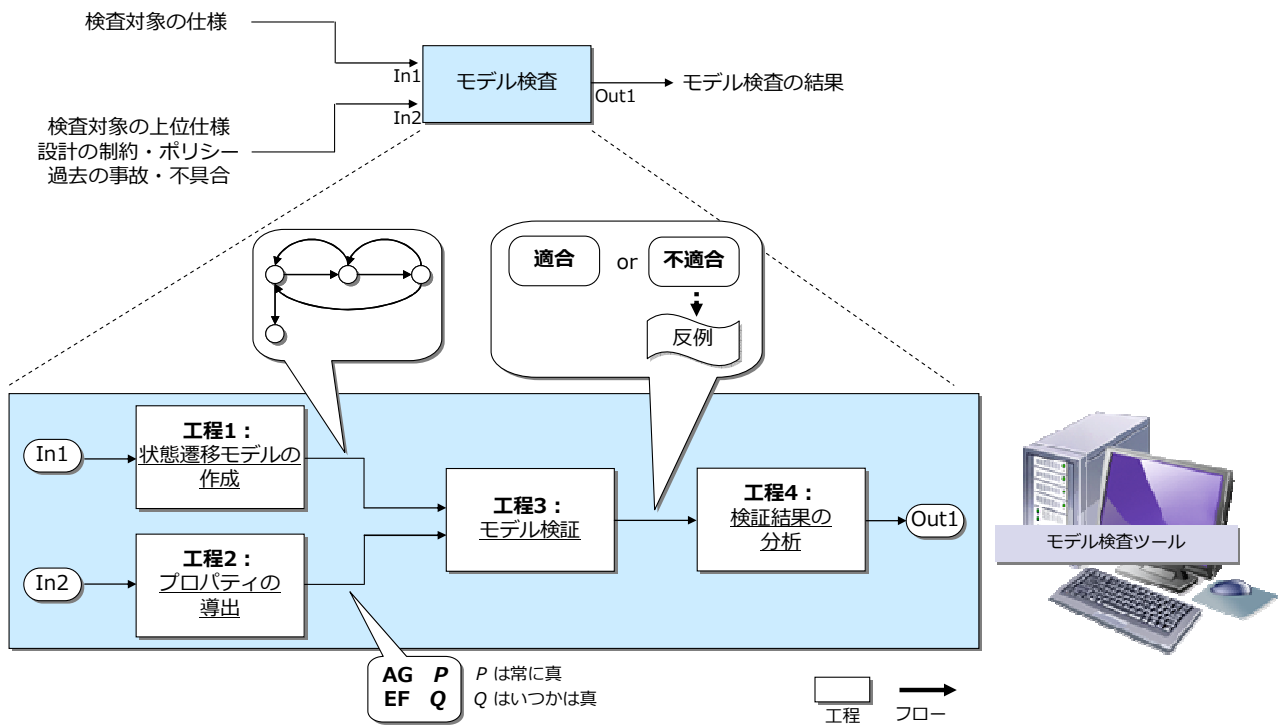 検査対象の仕様
In1
モデル検査
Out1
モデル検査の結果
In2
検査対象の上位仕様
設計の制約・ポリシー
過去の事故・不具合
適合 or 不適合
反例
In1
工程1：
状態遷移モデルの
作成
In2
工程2：
プロパティの
導出
工程3：
モデル検証
工程4：
検証結果の
分析
Out1
モデル検査ツール
AG P P は常に真
EF Q Q はいつかは真
工程 フロー